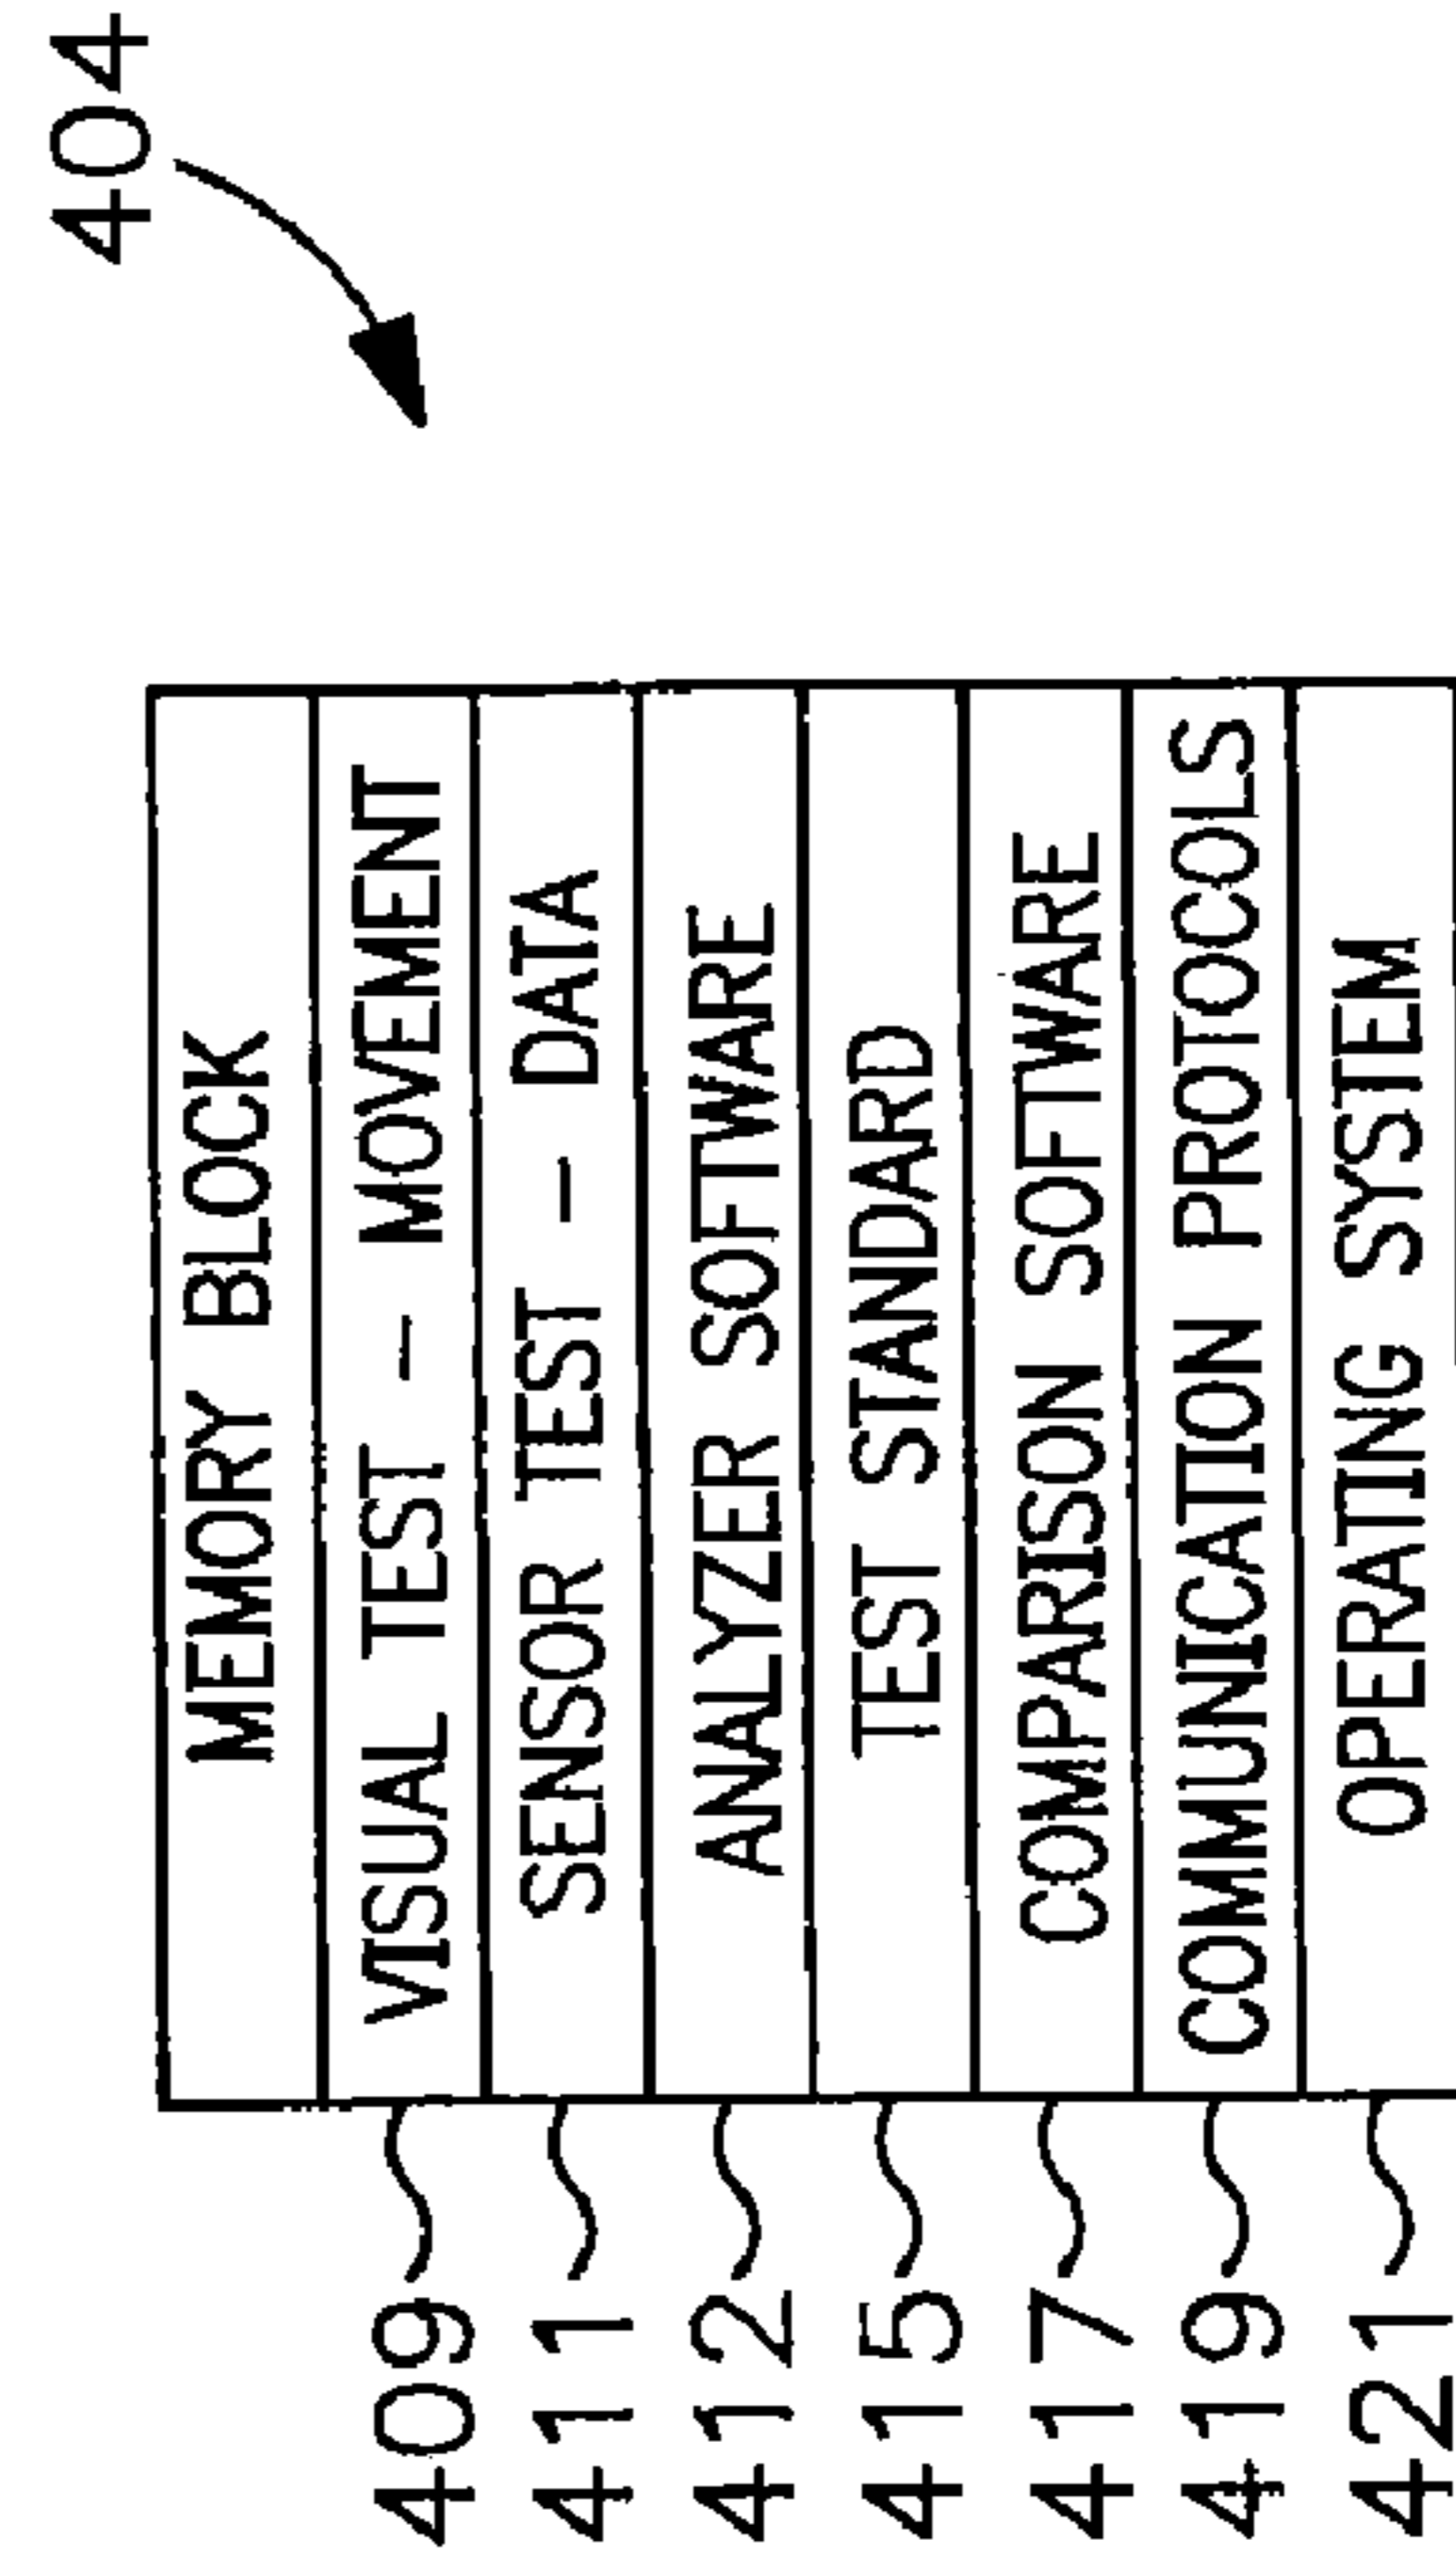 404
MEMORY BLOCK
409 VISUAL TEST - MOVEMENT
411 SENSOR TEST - DATA
412 ANALYZER SOFTWARE
415 TEST STANDARD
417 COMPARISON SOFTWARE
419 COMMUNICATION PROTOCOLS
421 OPERATING SYSTEM